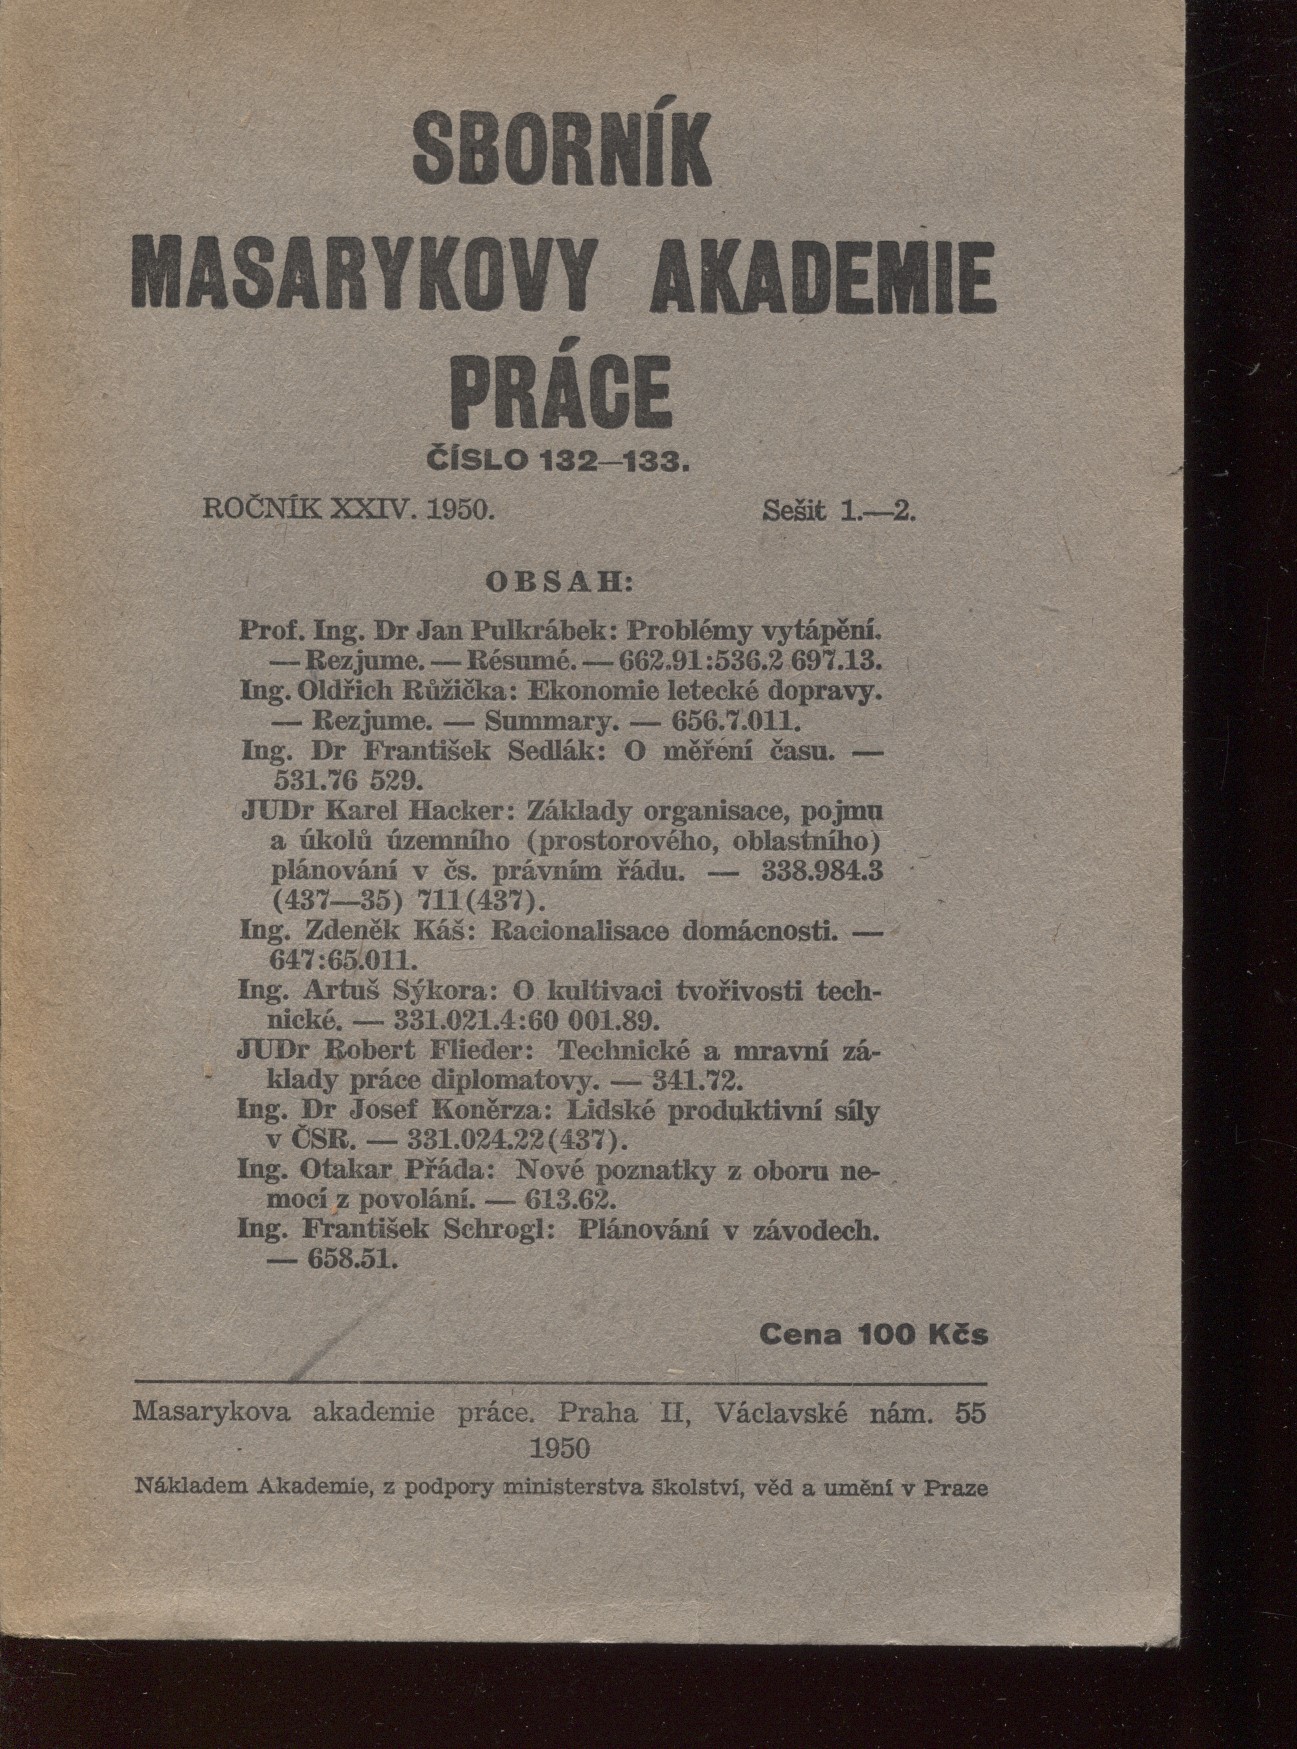 SBORNÍK
MASARYKOVY AKADEMIE
PRÁCE
ČÍSLO 132—133.
ROČNÍK XXIV. 1950. Sešit 1.—2.
OBSAH:
Prof. Ing. Dr Jan Pulkrábek: Problémy vytápění.
— Rezjume. — Résumé. — 662.91:536.2 697.13.
Ing. Oldřich Růžička: Ekonomie letecké dopravy.
— Rezjume. — Summary. — 656.7.011.
Ing. Dr František Sedlák: O měření času. —
531.76 529.
JUDr Karel Hacker: Základy organisace, pojmu
a úkolů územního (prostorového, oblastního)
plánování v čs. právním řádu. — 338.984.3
(437—35) 711(437).
Ing. Zdeněk Káš: Racionalisace domácnosti. —
647:65.011.
Ing. Artuš Sýkora: O kultivaci tvořivosti tech-
nické. — 331.021.4:60 001.89.
JUDr Robert Flieder: Technické a mravní zá-
klady práce diplomatovy. — 341.72.
Ing. Dr Josef Koněrza: Lidské produktivní síly
v ČSR. — 331.024.22(437).
Ing. Otakar Přáda: Nové poznatky z oboru ne-
mocí z povolání. — 613.62.
Ing. František Schrogl: Plánování v závodech.
— 658.51.
Cena 100 Kčs
Masarykova akademie práce. Praha II, Václavské nám. 55
1950
Nákladem Akademie, z podpory ministerstva školství, věd a umění v Praze